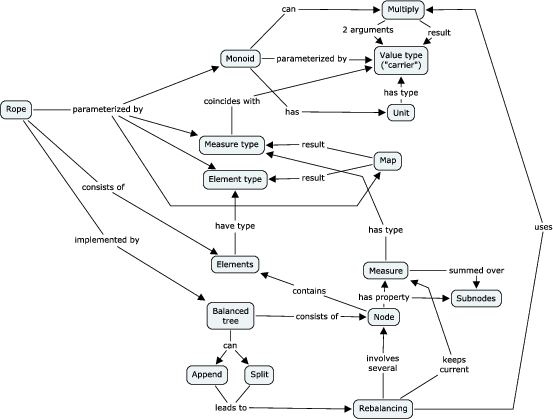 can
Multiply
2 arguments
result
Monoid
parameterized by
Value type
("carrier")
coincides with
has type
Rope
parameterized by
has
Unit
Measure type
result
Map
Element type
result
consists of
have type
uses
has type
implemented by
Elements
Measure
summed over
contains
has property
Subnodes
Balanced
tree
consists of
Node
can
involves
several
keeps
current
Append
Split
leads to
Rebalancing